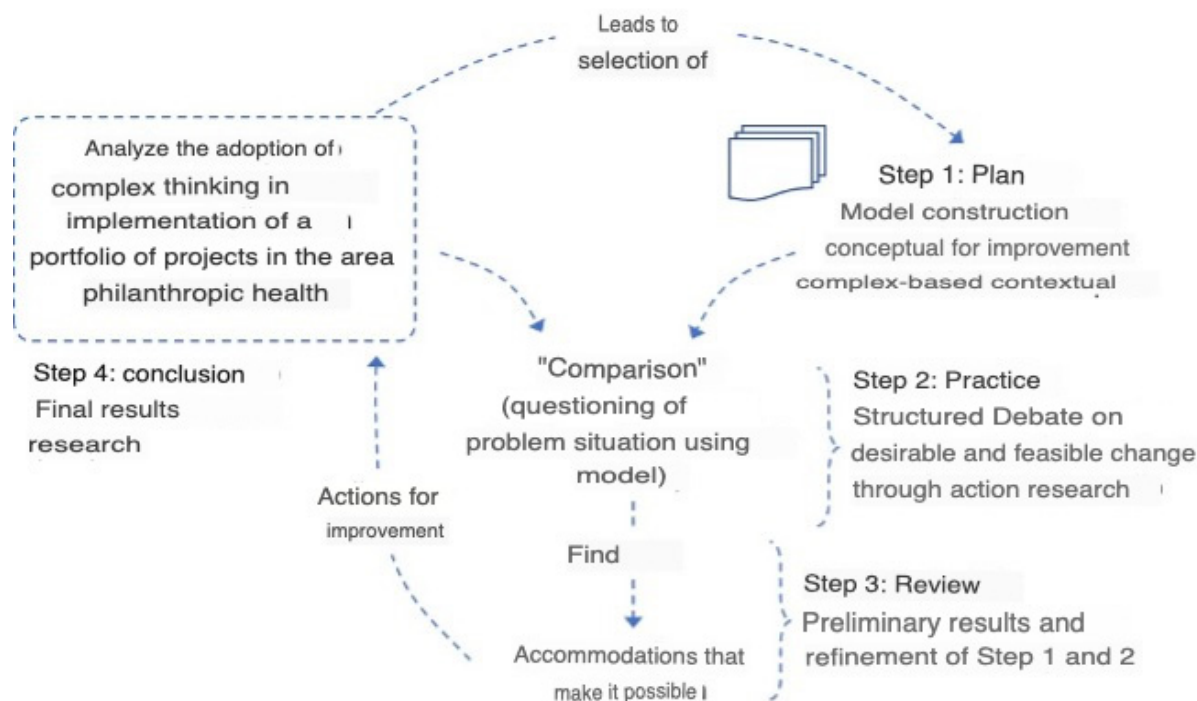 Leads to
selection of
Analyze the adoption of
complex thinking in
implementation of a
portfolio of projects in the area
philanthropic health
Step 1: Plan
Model construction
conceptual for improvement
complex-based contextual
Step 4: conclusion
Final results
research
"Comparison"
(questioning of
problem situation using
model)
Step 2: Practice
Structured Debate on
desirable and feasible change
through action research
Actions for
improvement
Find
Step 3: Review
Preliminary results and
refinement of Step 1 and 2
Accommodations that
make it possible